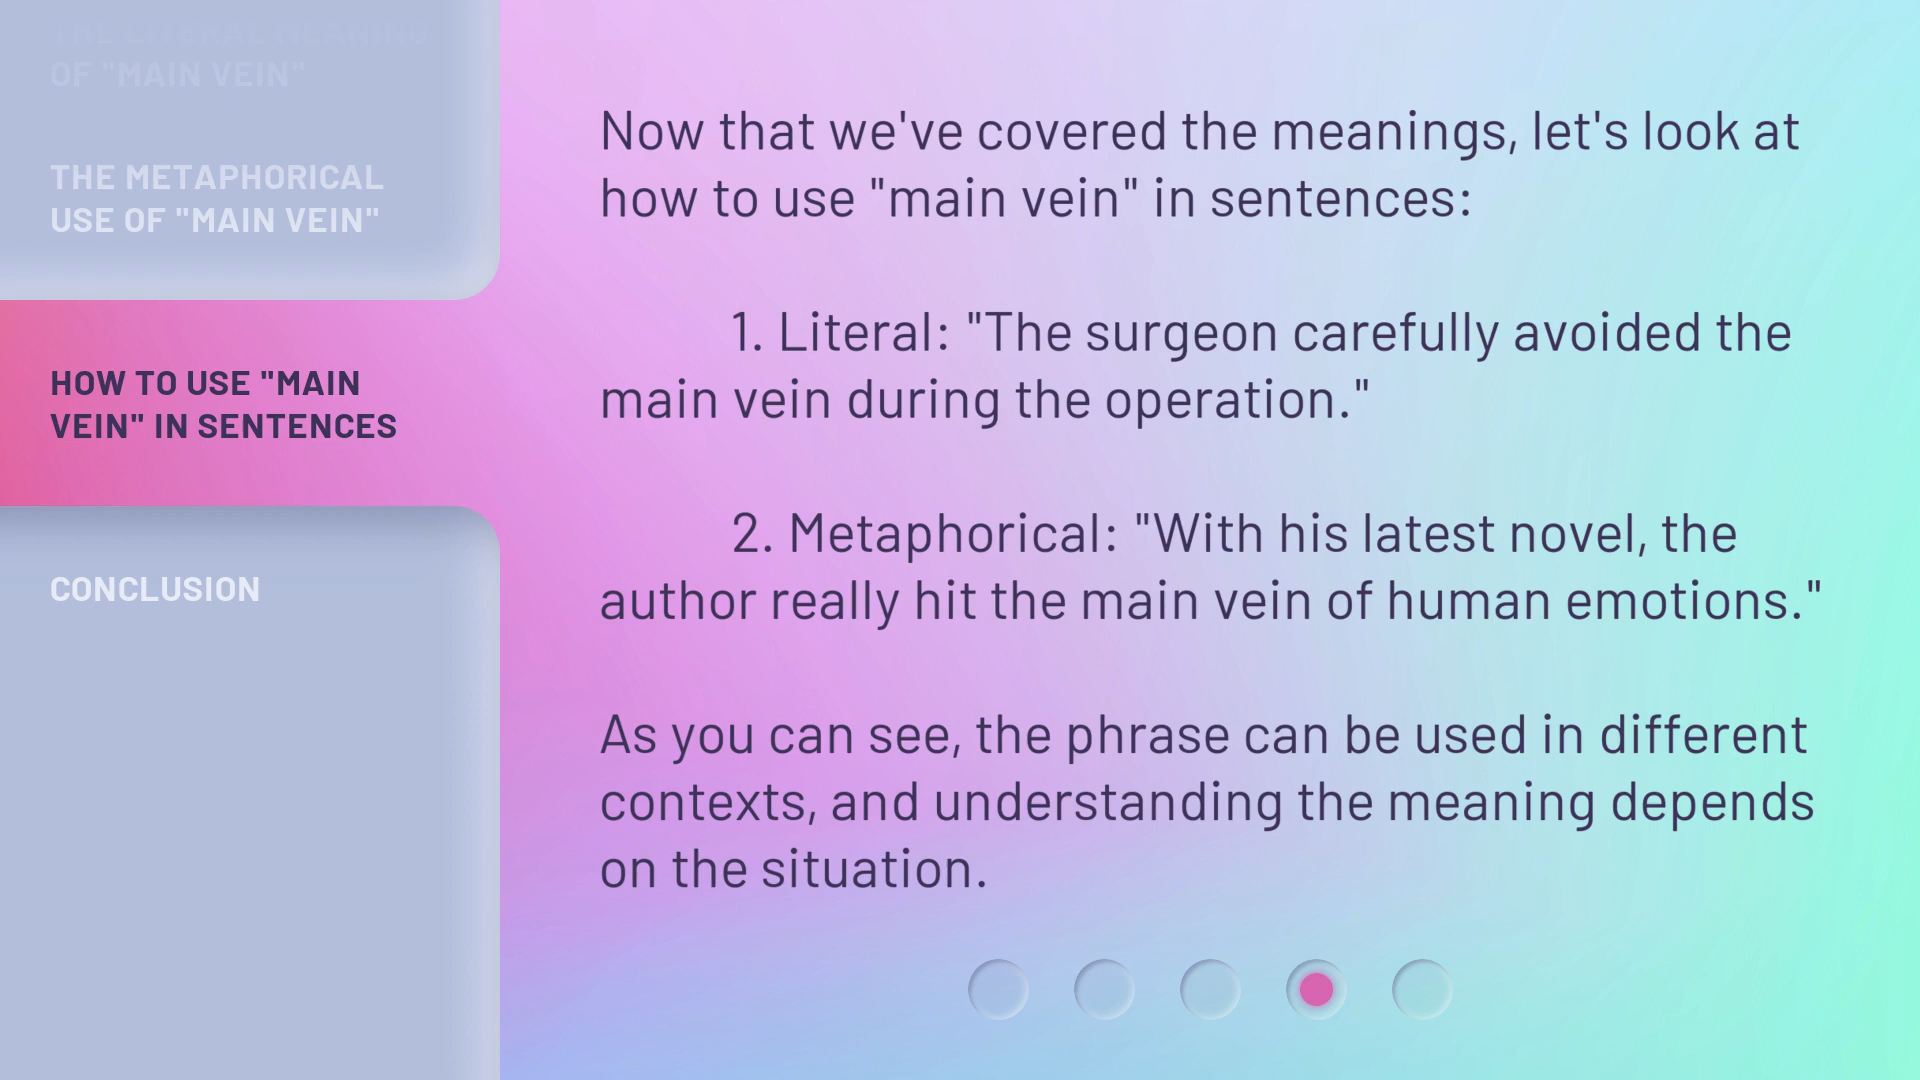 THE LITERAL MEANING
OF "MAIN VEIN"
THE METAPHORICAL
USE OF "MAIN VEIN"
HOW TO USE "MAIN
VEIN" IN SENTENCES
CONCLUSION
Now that we've covered the meanings, let's look at
how to use "main vein" in sentences:
1. Literal: "The surgeon carefully avoided the
main vein during the operation."
2. Metaphorical: "With his latest novel, the
author really hit the main vein of human emotions."
As you can see, the phrase can be used in different
contexts, and understanding the meaning depends
on the situation.